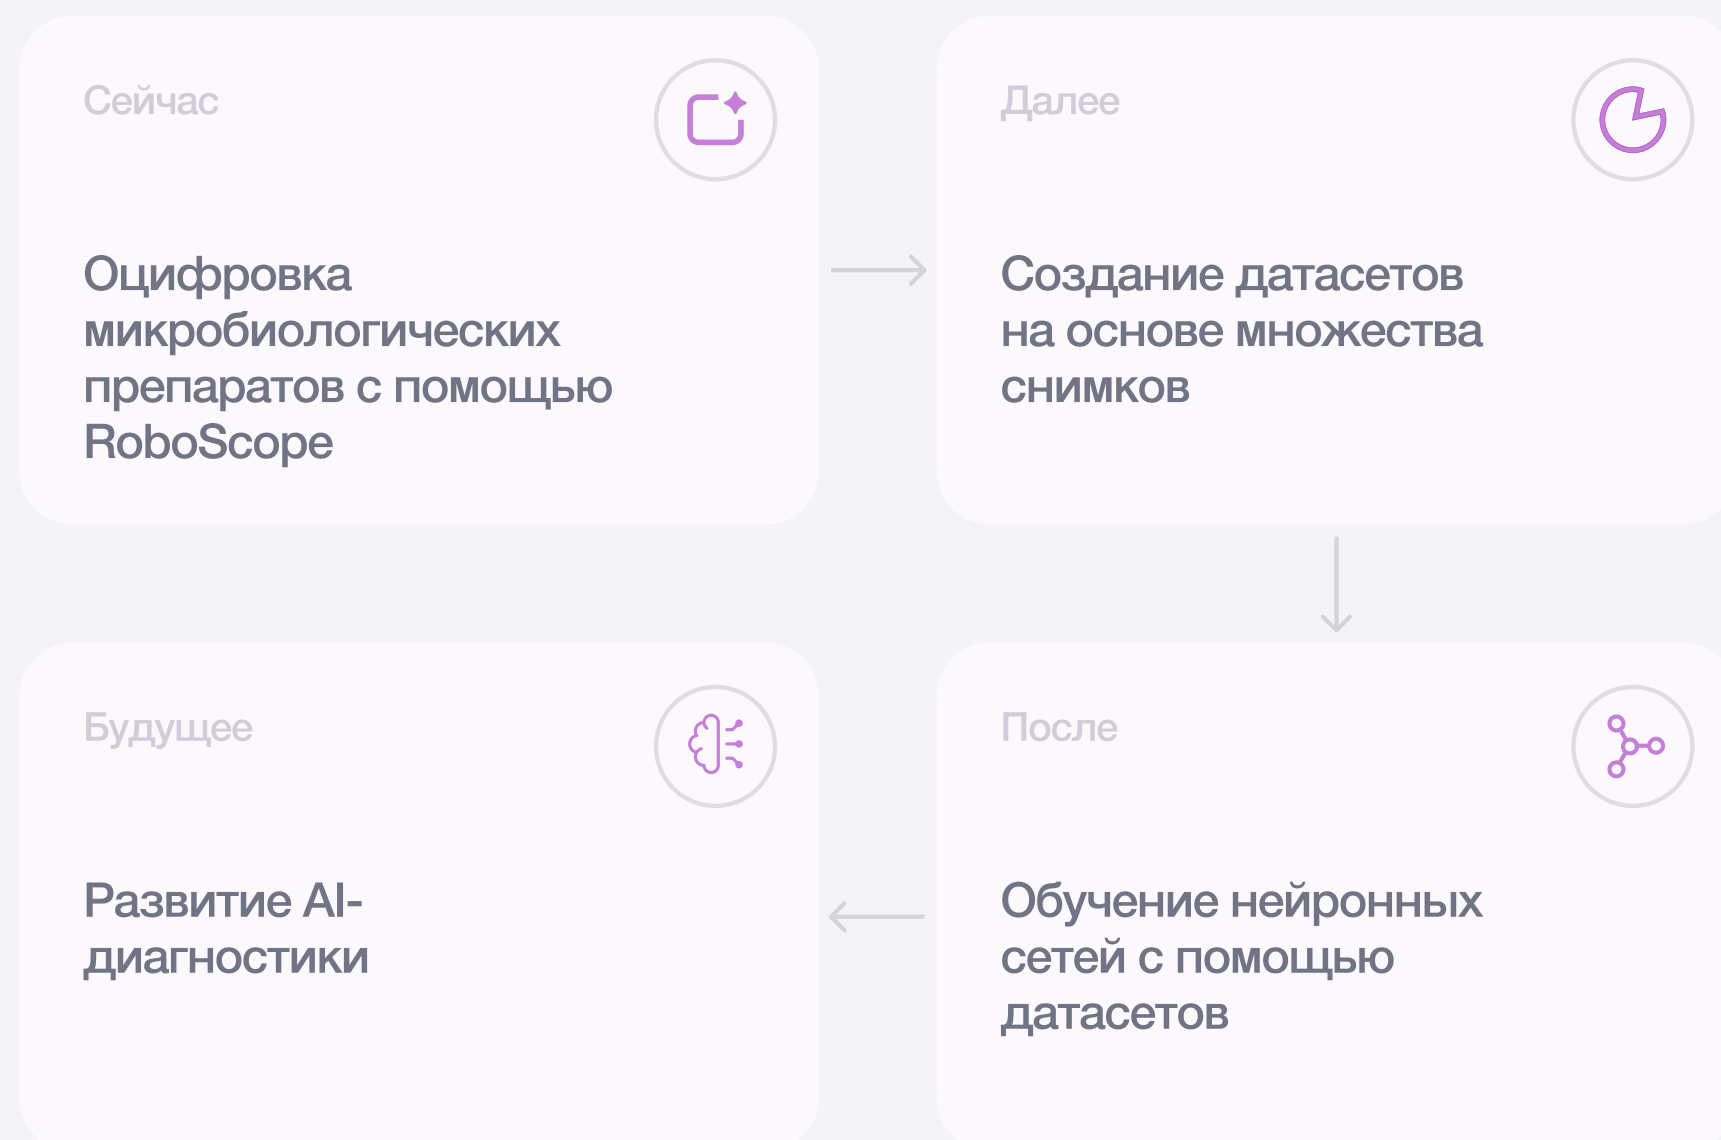 Сейчас
Оцифровка
микробиологических
препаратов с помощью
RoboScope
Далее
Создание датасетов
на основе множества
снимков
После
Обучение нейронных
сетей с помощью
датасетов
Будущее
Развитие AI-
диагностики